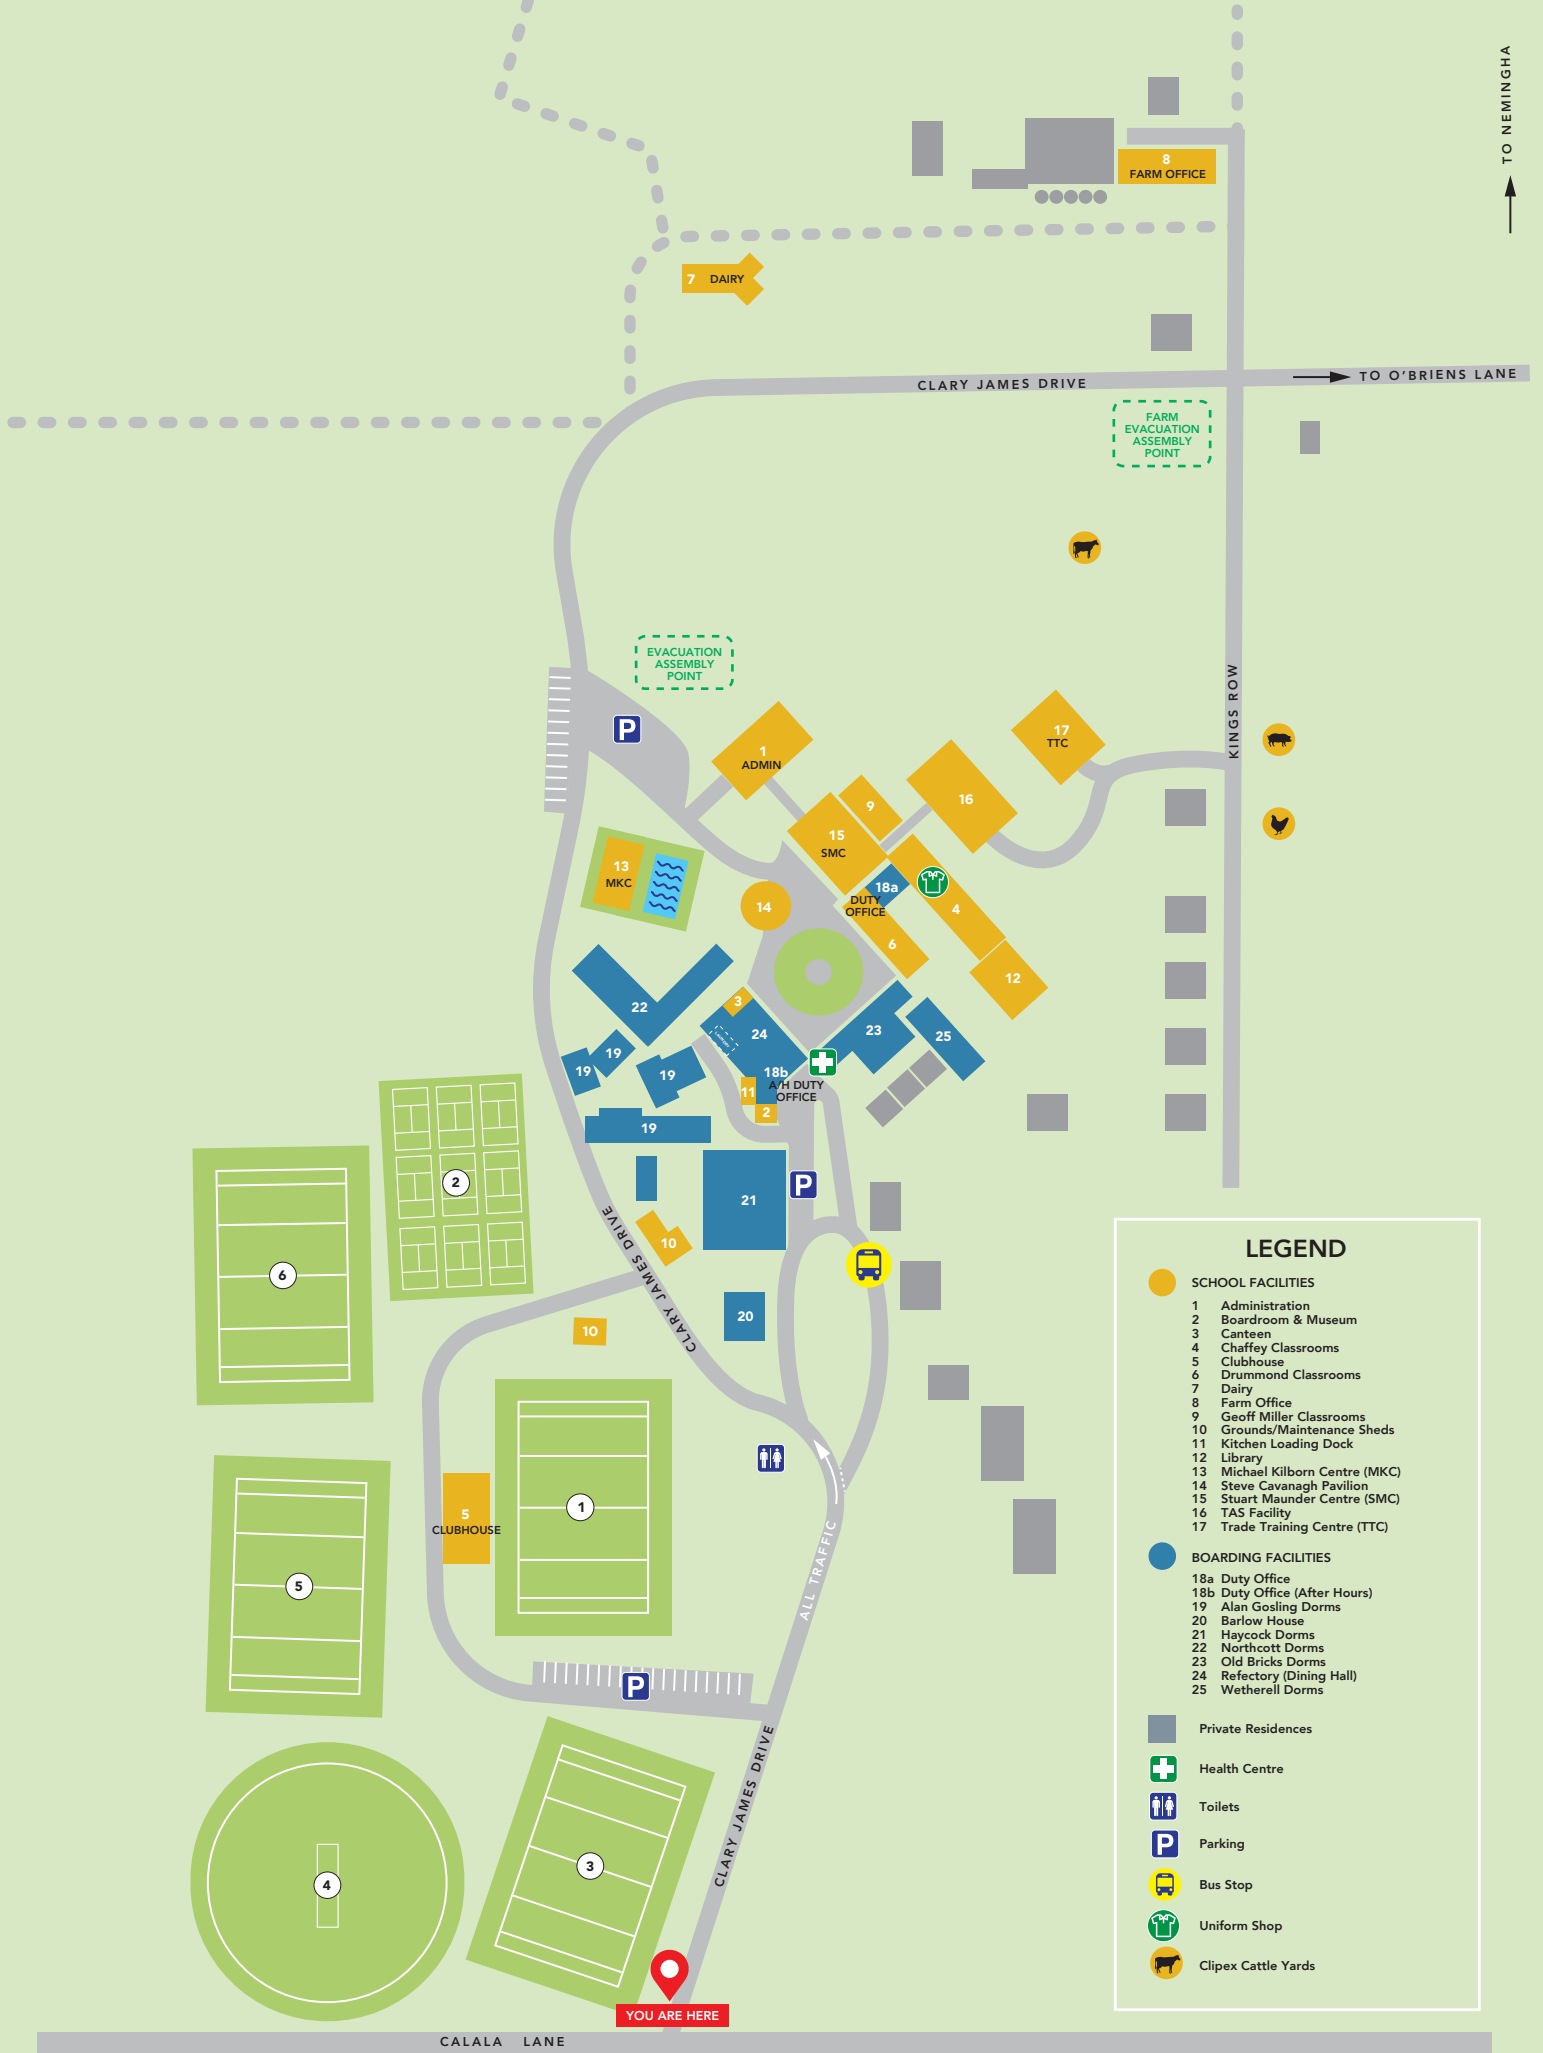 TO NEMINGHA
8
FARM OFFICE
7 DAIRY
CLARY JAMES DRIVE
TO O'BRIENS LANE
FARM
EVACUATION
ASSEMBLY
POINT
EVACUATION
ASSEMBLY
POINT
KINGS ROW
P
1
ADMIN
17
TTC
9
16
15
SMC
13
MKC
18a
DUTY
OFFICE
4
14
6
12
22
3
24
23
25
19
19
19
18b
A/H DUTY
OFFICE
11
2
19
2
P
21
CLARY JAMES DRIVE
10
6
20
10
5
CLUBHOUSE
1
ALL TRAFFIC
5
P
CLARY JAMES DRIVE
3
4
YOU ARE HERE
CALALA LANE
LEGEND
SCHOOL FACILITIES
1 Administration
2 Boardroom & Museum
3 Canteen
4 Chaffey Classrooms
5 Clubhouse
6 Drummond Classrooms
7 Dairy
8 Farm Office
9 Geoff Miller Classrooms
10 Grounds/Maintenance Sheds
11 Kitchen Loading Dock
12 Library
13 Michael Kilborn Centre (MKC)
14 Steve Cavanagh Pavilion
15 Stuart Maunder Centre (SMC)
16 TAS Facility
17 Trade Training Centre (TTC)
BOARDING FACILITIES
18a Duty Office
18b Duty Office (After Hours)
19 Alan Gosling Dorms
20 Barlow House
21 Haycock Dorms
22 Northcott Dorms
23 Old Bricks Dorms
24 Refectory (Dining Hall)
25 Wetherell Dorms
Private Residences
Health Centre
Toilets
P Parking
Bus Stop
Uniform Shop
Clipex Cattle Yards